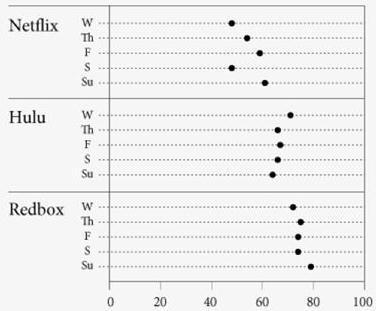 Netflix
W
Th
F
S
Su
Hulu
W
Th
F
S
Su
Redbox
W
Th
F
S
Su
0 20 40 60 80 100